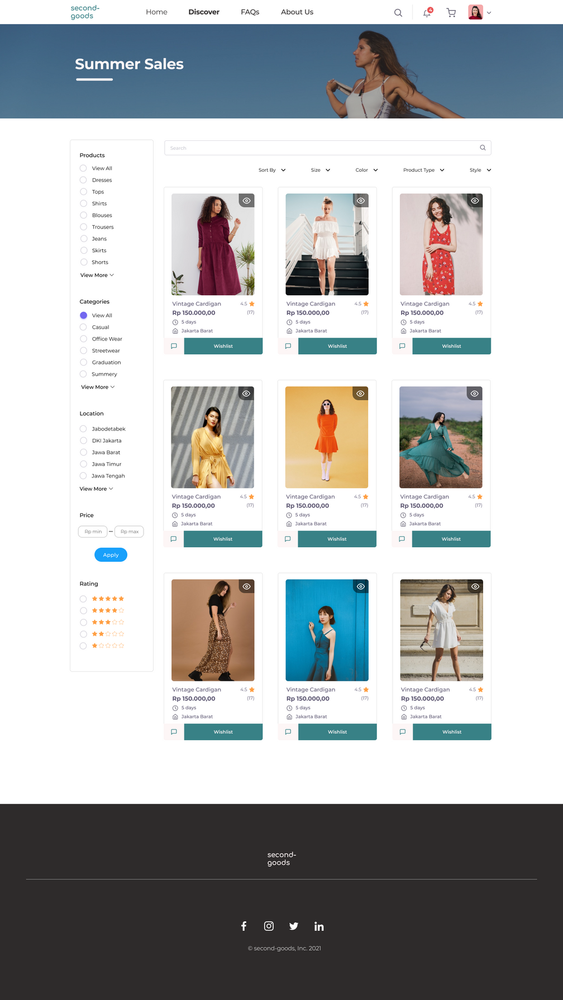 second-
goods
Home
Discover
FAQs
About Us
4
Summer Sales
Products
View All
Dresses
Tops
Shirts
Blouses
Trousers
Jeans
Skirts
Shorts
View More
Categories
View All
Casual
Office Wear
Streetwear
Graduation
Summery
View More
Location
Jabodetabek
DKI Jakarta
Jawa Barat
Jawa Timur
Jawa Tengah
View More
Price
Rp min
Rp max
Apply
Rating
Search
Sort By
Size
Color
Product Type
Style
Vintage Cardigan 4.5
Rp 150.000,00 (17)
5 days
Jakarta Barat
Wishlist
Vintage Cardigan 4.5
Rp 150.000,00 (17)
5 days
Jakarta Barat
Wishlist
Vintage Cardigan 4.5
Rp 150.000,00 (17)
5 days
Jakarta Barat
Wishlist
Vintage Cardigan 4.5
Rp 150.000,00 (17)
5 days
Jakarta Barat
Wishlist
Vintage Cardigan 4.5
Rp 150.000,00 (17)
5 days
Jakarta Barat
Wishlist
Vintage Cardigan 4.5
Rp 150.000,00 (17)
5 days
Jakarta Barat
Wishlist
Vintage Cardigan 4.5
Rp 150.000,00 (17)
5 days
Jakarta Barat
Wishlist
Vintage Cardigan 4.5
Rp 150.000,00 (17)
5 days
Jakarta Barat
Wishlist
Vintage Cardigan 4.5
Rp 150.000,00 (17)
5 days
Jakarta Barat
Wishlist
second-
goods
© second-goods, Inc. 2021